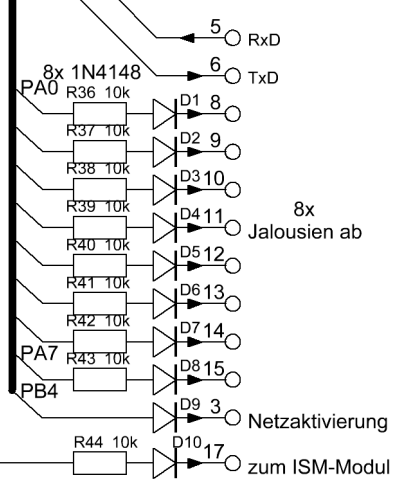 5 RxD
6 TxD
8x 1N4148
PA0
R36 10k D1 8
R37 10k D2 9
R38 10k D3 10
R39 10k D4 11
8x
Jalousien ab
R40 10k D5 12
R41 10k D6 13
R42 10k D7 14
PA7
R43 10k D8 15
PB4
D9 3 Netzaktivierung
R44 10k D10 17 zum ISM-Modul